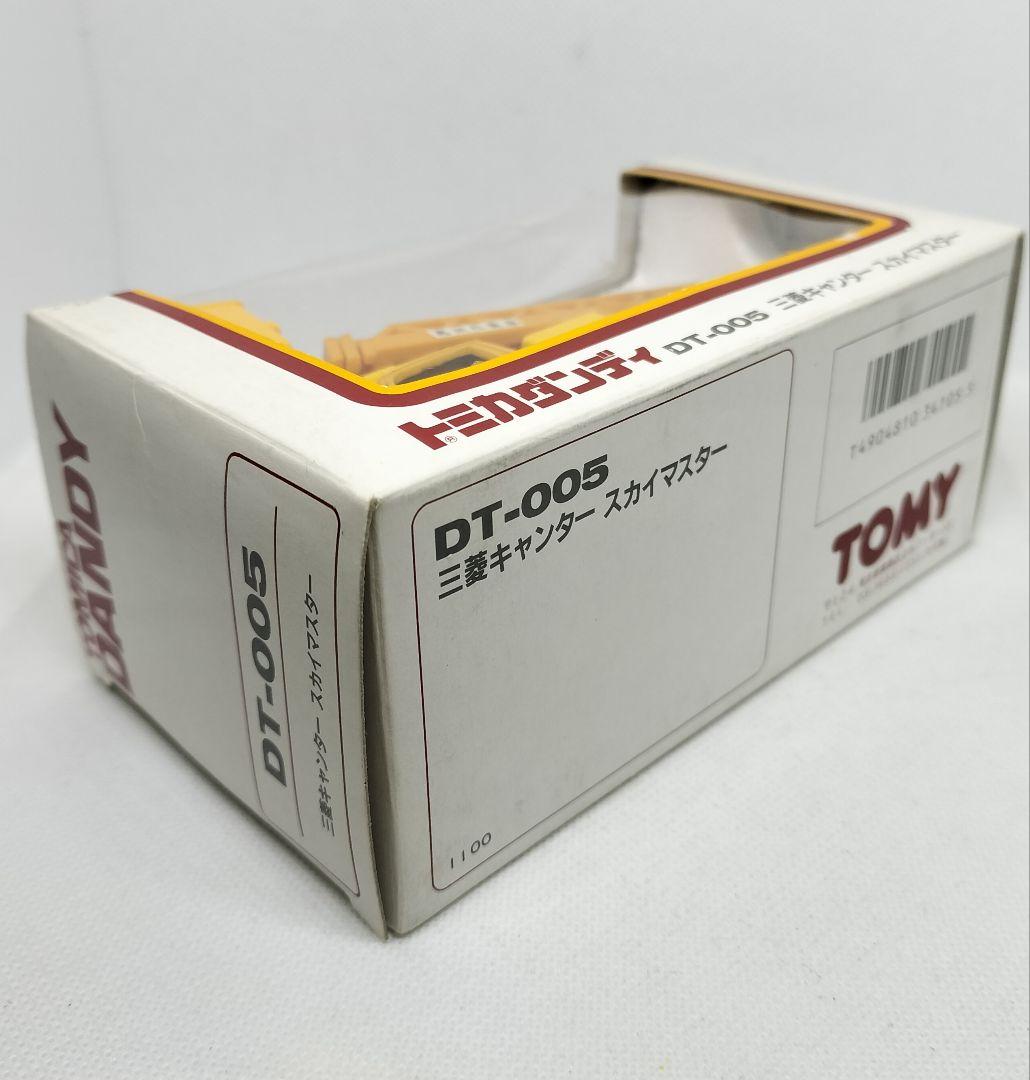 トミカダンディ DT-005 三菱キャンター スカイマスター
®
DT-005
三菱キャンター スカイマスター
1100
T4904810 341055
TOMY
TOMICA
DANDY
DT-005
三菱キャンター スカイマスター